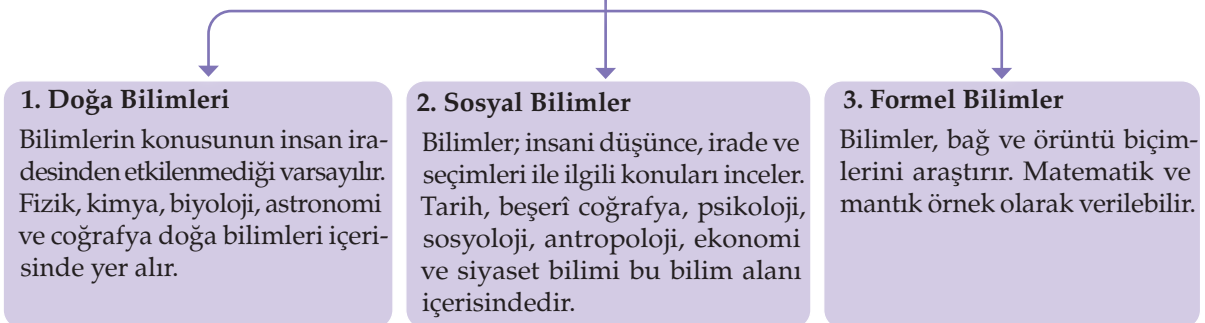 1. Doğa Bilimleri
Bilimlerin konusunun insan ira-
desinden etkilenmediği varsayılır.
Fizik, kimya, biyoloji, astronomi
ve coğrafya doğa bilimleri içeri-
sinde yer alır.
2. Sosyal Bilimler
Bilimler; insani düşünce, irade ve
seçimleri ile ilgili konuları inceler.
Tarih, beşerî coğrafya, psikoloji,
sosyoloji, antropoloji, ekonomi
ve siyaset bilimi bu bilim alanı
içerisindedir.
3. Formel Bilimler
Bilimler, bağ ve örüntü biçim-
lerini araştırır. Matematik ve
mantık örnek olarak verilebilir.